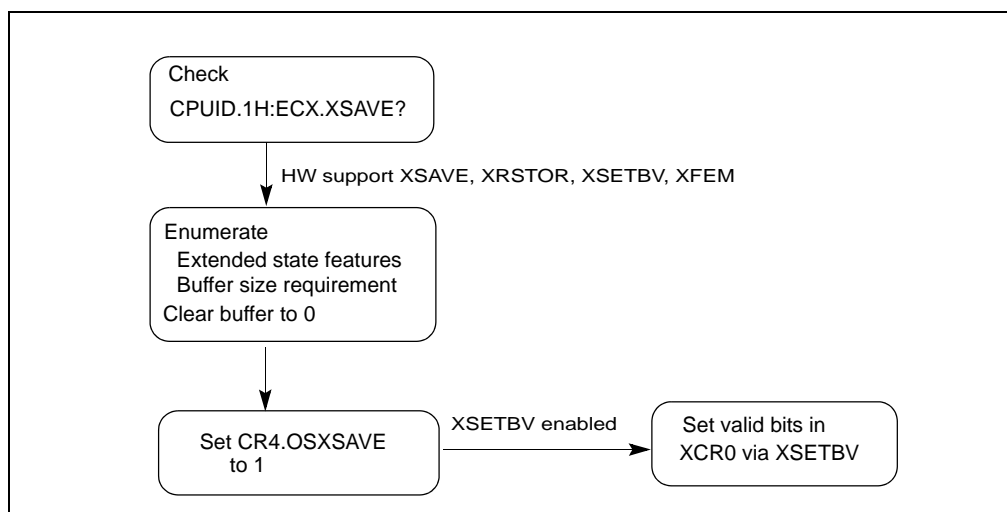 Check
CPUID.1H:ECX.XSAVE?
HW support XSAVE, XRSTOR, XSETBV, XFEM
Enumerate
Extended state features
Buffer size requirement
Clear buffer to 0
Set CR4.OSXSAVE
to 1
XSETBV enabled
Set valid bits in
XCR0 via XSETBV